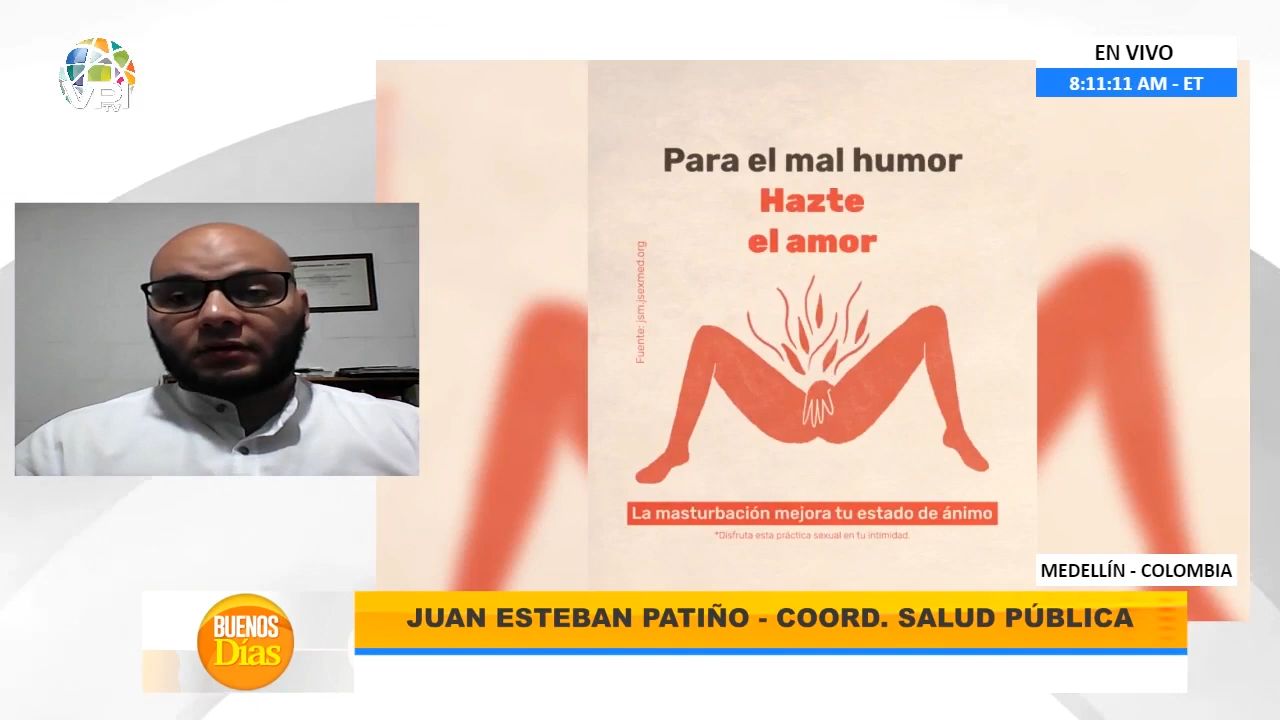 VPI
TV
EN VIVO
8:11:11 AM - ET
Para el mal humor
Hazte
el amor
Fuente: jsm.jsexmed.org
La masturbación mejora tu estado de ánimo
*Disfruta esta práctica sexual en tu intimidad.
MEDELLÍN - COLOMBIA
JUAN ESTEBAN PATIÑO - COORD. SALUD PÚBLICA
BUENOS
Días